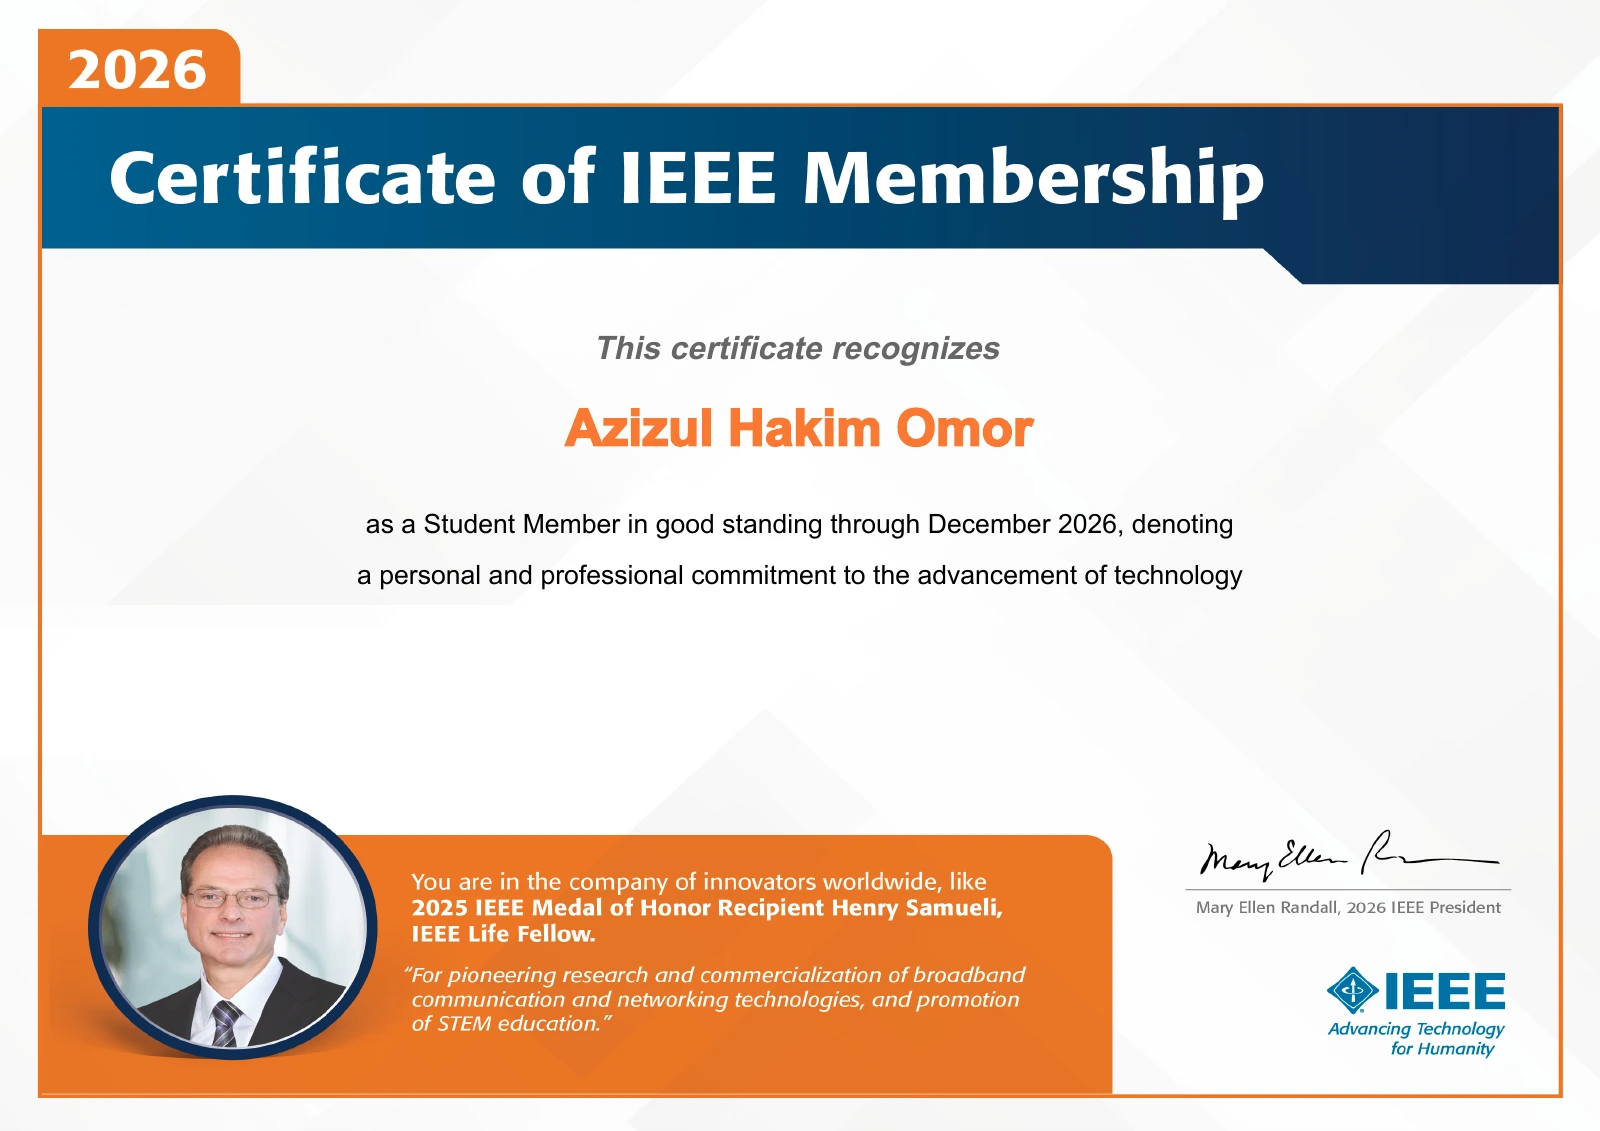 2026
Certificate of IEEE Membership
This certificate recognizes
Azizul Hakim Omor
as a Student Member in good standing through December 2026, denoting
a personal and professional commitment to the advancement of technology
You are in the company of innovators worldwide, like
2025 IEEE Medal of Honor Recipient Henry Samueli,
IEEE Life Fellow.
“For pioneering research and commercialization of broadband
communication and networking technologies, and promotion
of STEM education.”
Mary Ellen R
Mary Ellen Randall, 2026 IEEE President
IEEE
Advancing Technology
for Humanity